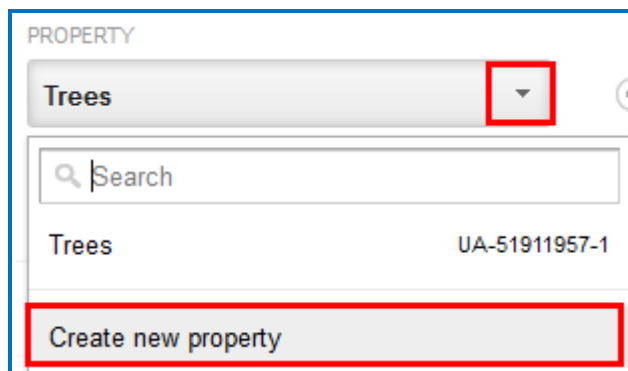 PROPERTY
Trees
Search
Trees UA-51911957-1
Create new property